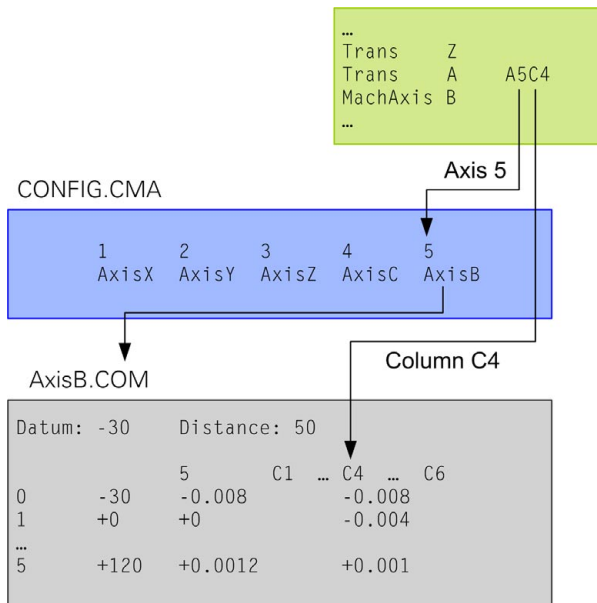 …
Trans Z
Trans A A5C4
MachAxis B
…
Axis 5
CONFIG.CMA
1 2 3 4 5
AxisX AxisY AxisZ AxisC AxisB
Column C4
AxisB.COM
Datum: -30 Distance: 50
5 C1 … C4 … C6
0 -30 -0.008 -0.008
1 +0 +0 -0.004
…
5 +120 +0.0012 +0.001